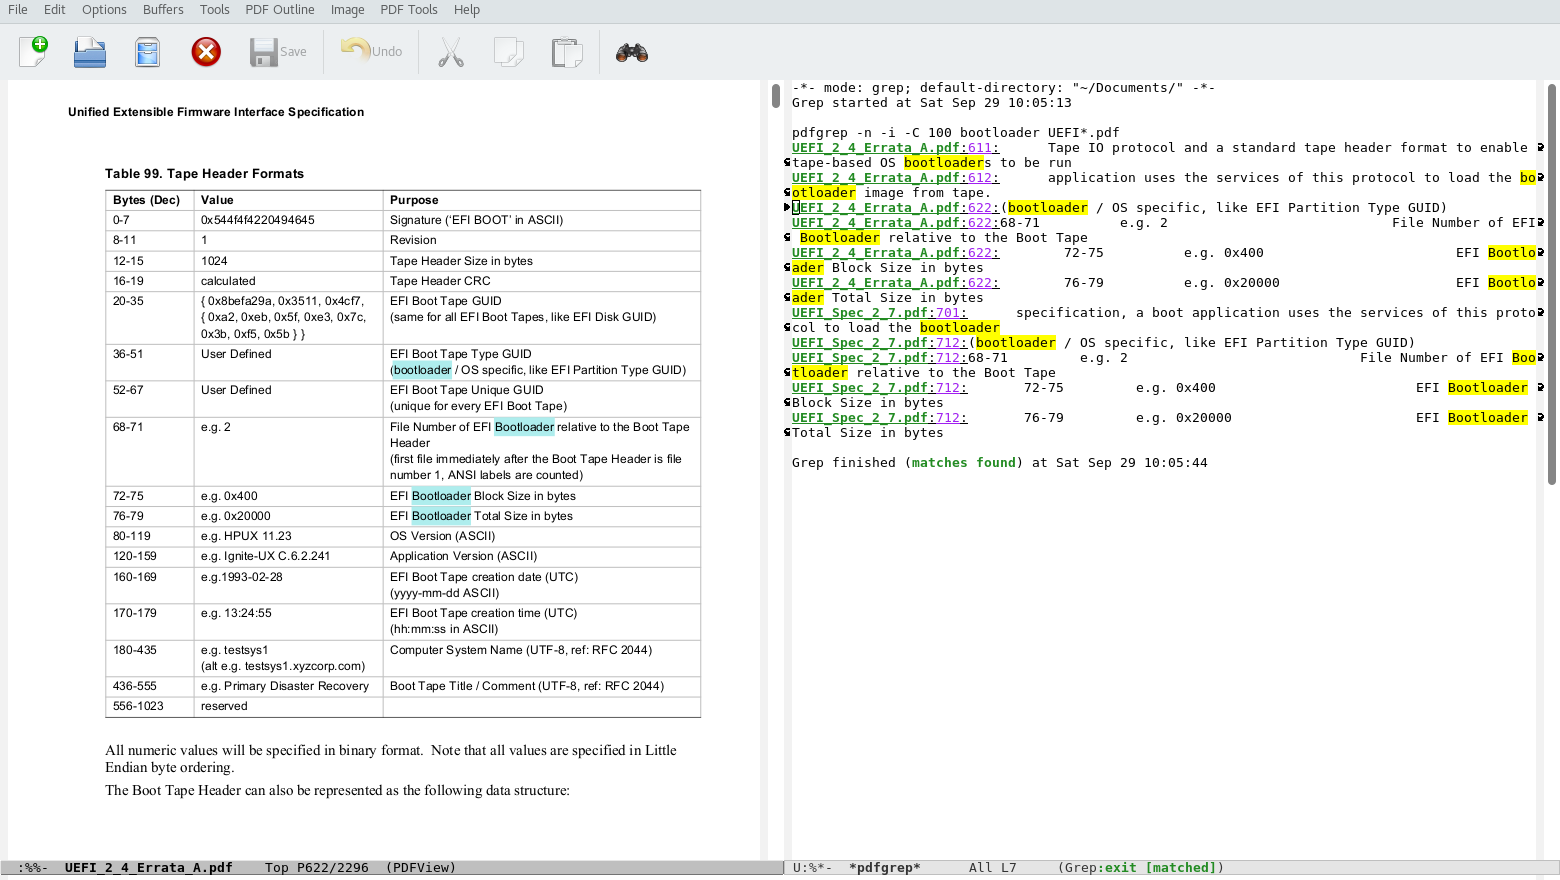 File Edit Options Buffers Tools PDF Outline Image PDF Tools Help
Save Undo
Unified Extensible Firmware Interface Specification
Table 99. Tape Header Formats
Bytes (Dec) Value Purpose
0-7 0x544f4f4220494645 Signature (‘EFI BOOT’ in ASCII)
8-11 1 Revision
12-15 1024 Tape Header Size in bytes
16-19 calculated Tape Header CRC
20-35 { 0x8befa29a, 0x3511, 0x4cf7, EFI Boot Tape GUID
{ 0xa2, 0xeb, 0x5f, 0xe3, 0x7c, (same for all EFI Boot Tapes, like EFI Disk GUID)
0x3b, 0xf5, 0x5b } }
36-51 User Defined EFI Boot Tape Type GUID
(bootloader / OS specific, like EFI Partition Type GUID)
52-67 User Defined EFI Boot Tape Unique GUID
(unique for every EFI Boot Tape)
68-71 e.g. 2 File Number of EFI Bootloader relative to the Boot Tape
Header
(first file immediately after the Boot Tape Header is file
number 1, ANSI labels are counted)
72-75 e.g. 0x400 EFI Bootloader Block Size in bytes
76-79 e.g. 0x20000 EFI Bootloader Total Size in bytes
80-119 e.g. HPUX 11.23 OS Version (ASCII)
120-159 e.g. Ignite-UX C.6.2.241 Application Version (ASCII)
160-169 e.g.1993-02-28 EFI Boot Tape creation date (UTC)
(yyyy-mm-dd ASCII)
170-179 e.g. 13:24:55 EFI Boot Tape creation time (UTC)
(hh:mm:ss in ASCII)
180-435 e.g. testsys1 Computer System Name (UTF-8, ref: RFC 2044)
(alt e.g. testsys1.xyzcorp.com)
436-555 e.g. Primary Disaster Recovery Boot Tape Title / Comment (UTF-8, ref: RFC 2044)
556-1023 reserved
All numeric values will be specified in binary format.  Note that all values are specified in Little
Endian byte ordering.
The Boot Tape Header can also be represented as the following data structure:
:%%-  UEFI_2_4_Errata_A.pdf    Top P622/2296  (PDFView)
-*- mode: grep; default-directory: "~/Documents/" -*-
Grep started at Sat Sep 29 10:05:13
pdfgrep -n -i -C 100 bootloader UEFI*.pdf
UEFI_2_4_Errata_A.pdf:611:      Tape IO protocol and a standard tape header format to enable
tape-based OS bootloaders to be run
UEFI_2_4_Errata_A.pdf:612:      application uses the services of this protocol to load the bo
otloader image from tape.
UEFI_2_4_Errata_A.pdf:622:(bootloader / OS specific, like EFI Partition Type GUID)
UEFI_2_4_Errata_A.pdf:622:68-71          e.g. 2                            File Number of EFI
Bootloader relative to the Boot Tape
UEFI_2_4_Errata_A.pdf:622:        72-75          e.g. 0x400                        EFI Bootlo
ader Block Size in bytes
UEFI_2_4_Errata_A.pdf:622:        76-79          e.g. 0x20000                      EFI Bootlo
ader Total Size in bytes
UEFI_Spec_2_7.pdf:701:      specification, a boot application uses the services of this proto
col to load the bootloader
UEFI_Spec_2_7.pdf:712:(bootloader / OS specific, like EFI Partition Type GUID)
UEFI_Spec_2_7.pdf:712:68-71         e.g. 2                             File Number of EFI Boo
tloader relative to the Boot Tape
UEFI_Spec_2_7.pdf:712:       72-75         e.g. 0x400                         EFI Bootloader
Block Size in bytes
UEFI_Spec_2_7.pdf:712:       76-79         e.g. 0x20000                       EFI Bootloader
Total Size in bytes
Grep finished (matches found) at Sat Sep 29 10:05:44
U:%*-  *pdfgrep*      All L7     (Grep:exit [matched])